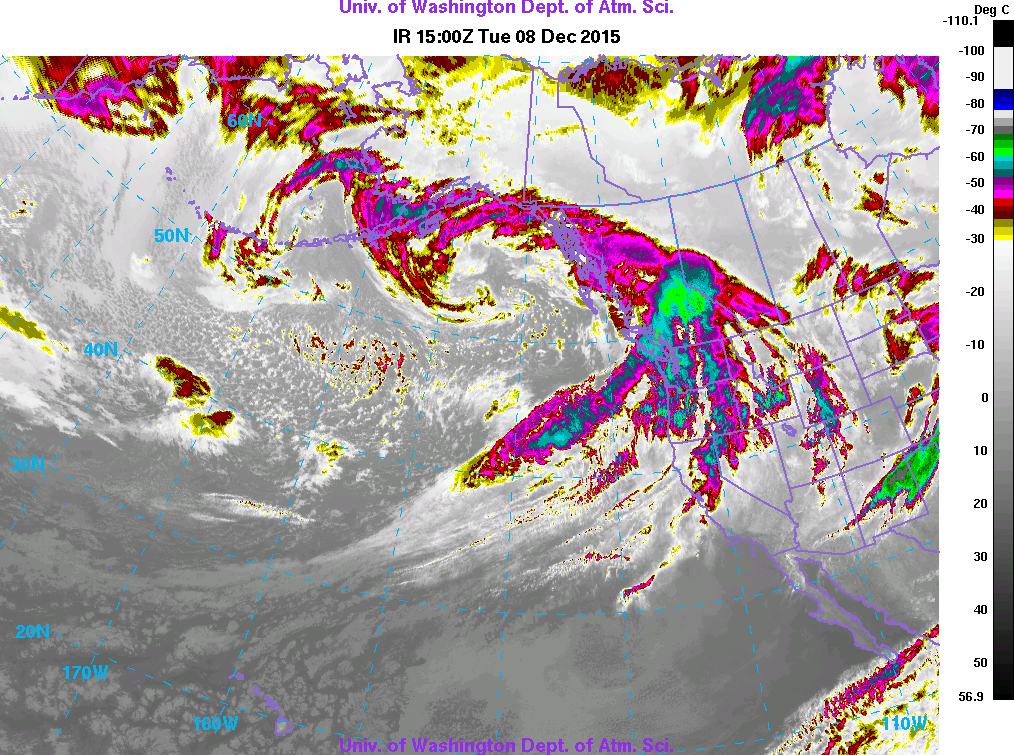 Univ. of Washington Dept. of Atm. Sci.
Deg C
IR 15:00Z Tue 08 Dec 2015
-110.1
-100
-90
-80
-70
-60
-50
-40
-30
-20
-10
0
10
20
30
40
50
56.9
60N
50N
40N
30N
20N
170W
160W
110W
Univ. of Washington Dept. of Atm. Sci.